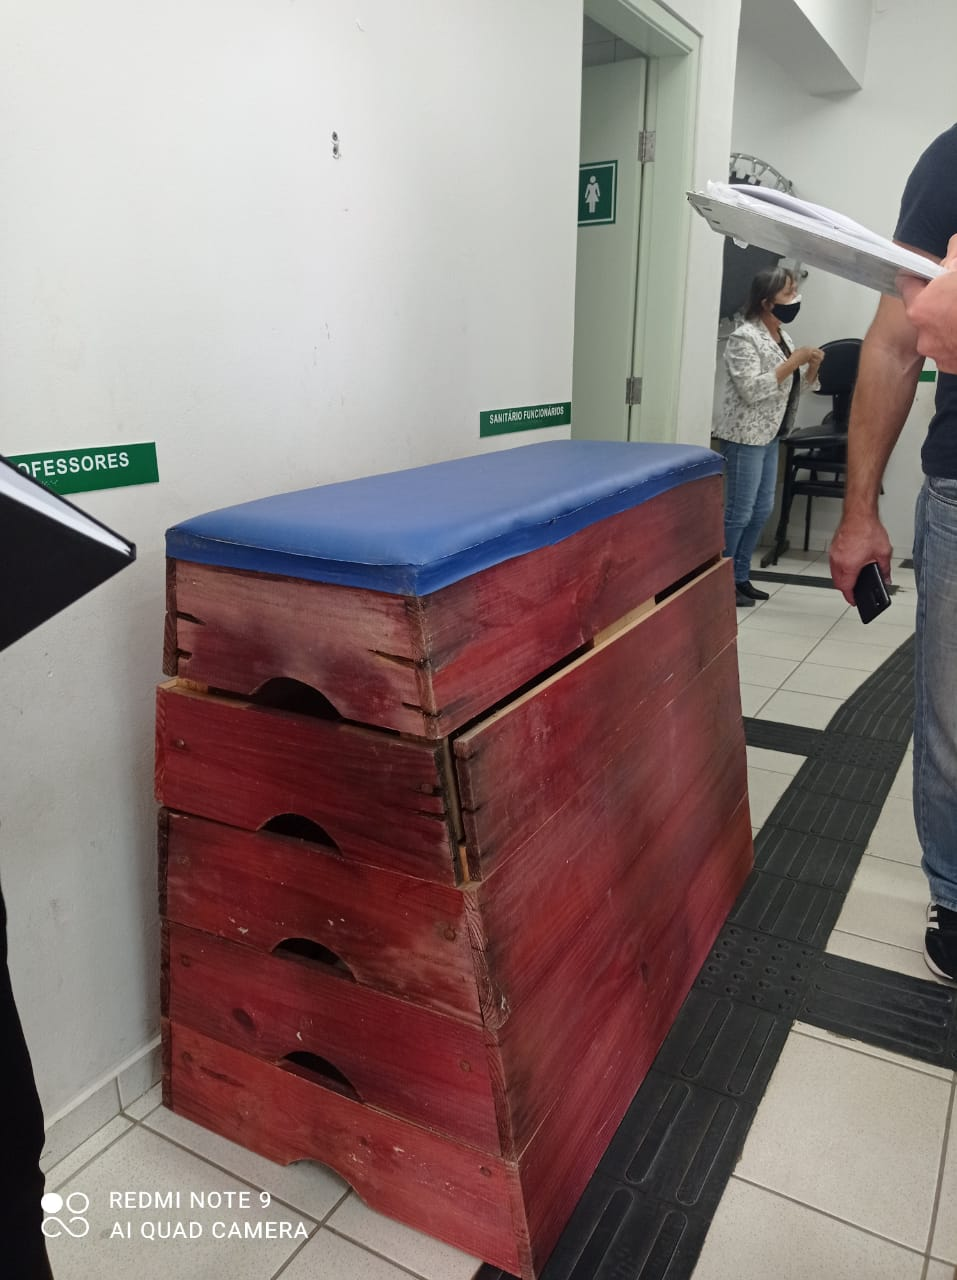 SANITÁRIO FUNCIONÁRIOS
OFESSORES
REDMI NOTE 9
AI QUAD CAMERA